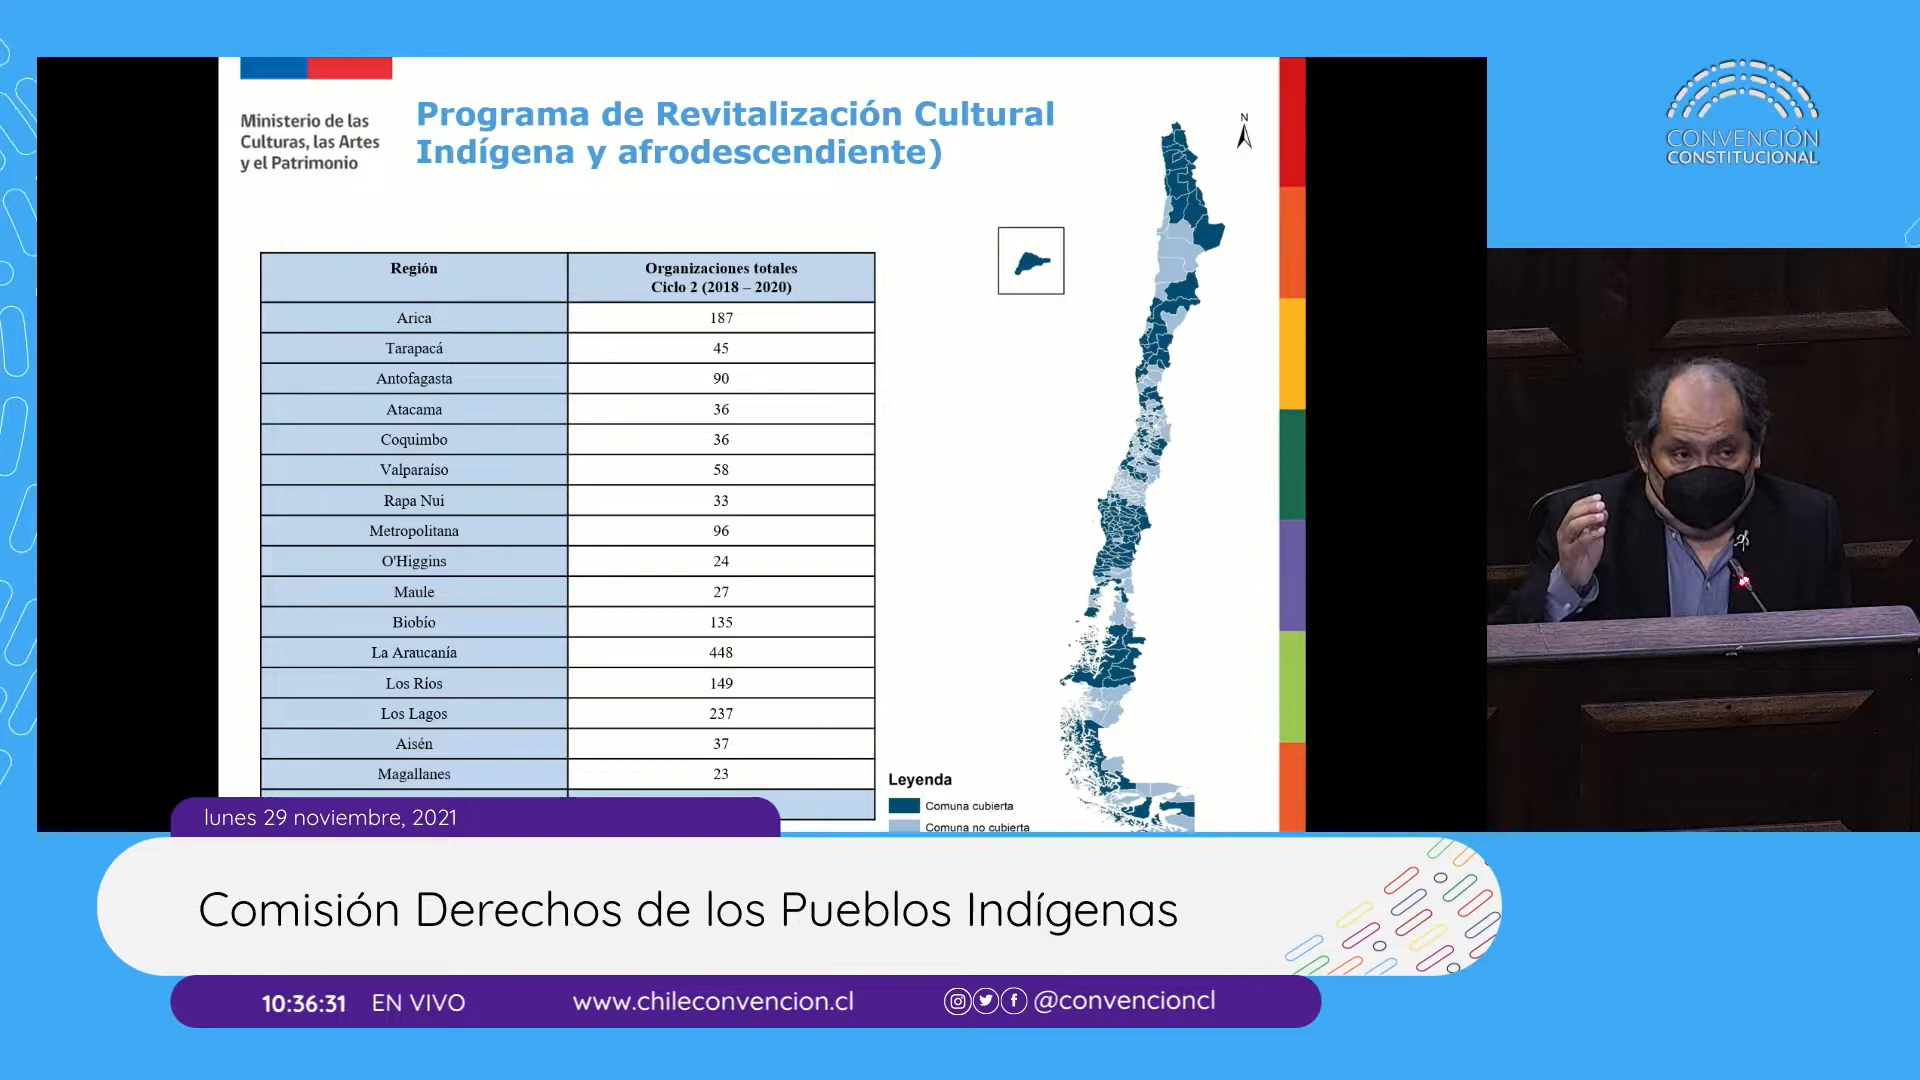 Ministerio de las
Culturas, las Artes
y el Patrimonio
Programa de Revitalización Cultural
Indígena y afrodescendiente)
N
CONVENCIÓN
CONSTITUCIONAL
Región
Organizaciones totales
Ciclo 2 (2018 – 2020)
Arica 187
Tarapacá 45
Antofagasta 90
Atacama 36
Coquimbo 36
Valparaíso 58
Rapa Nui 33
Metropolitana 96
O'Higgins 24
Maule 27
Biobío 135
La Araucanía 448
Los Ríos 149
Los Lagos 237
Aisén 37
Magallanes 23
Leyenda
Comuna cubierta
Comuna no cubierta
lunes 29 noviembre, 2021
Comisión Derechos de los Pueblos Indígenas
10:36:31 EN VIVO www.chileconvencion.cl @convencioncl